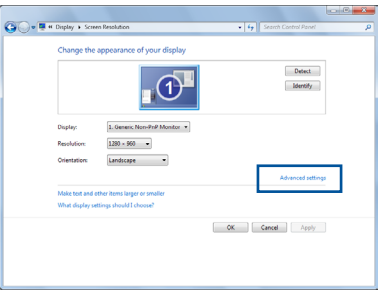 « Display ▸ Screen Resolution
Search Control Panel
Change the appearance of your display
1
Detect
Identify
Display: 1. Generic Non-PnP Monitor
Resolution: 1280 × 960
Orientation: Landscape
Advanced settings
Make text and other items larger or smaller
What display settings should I choose?
OK Cancel Apply